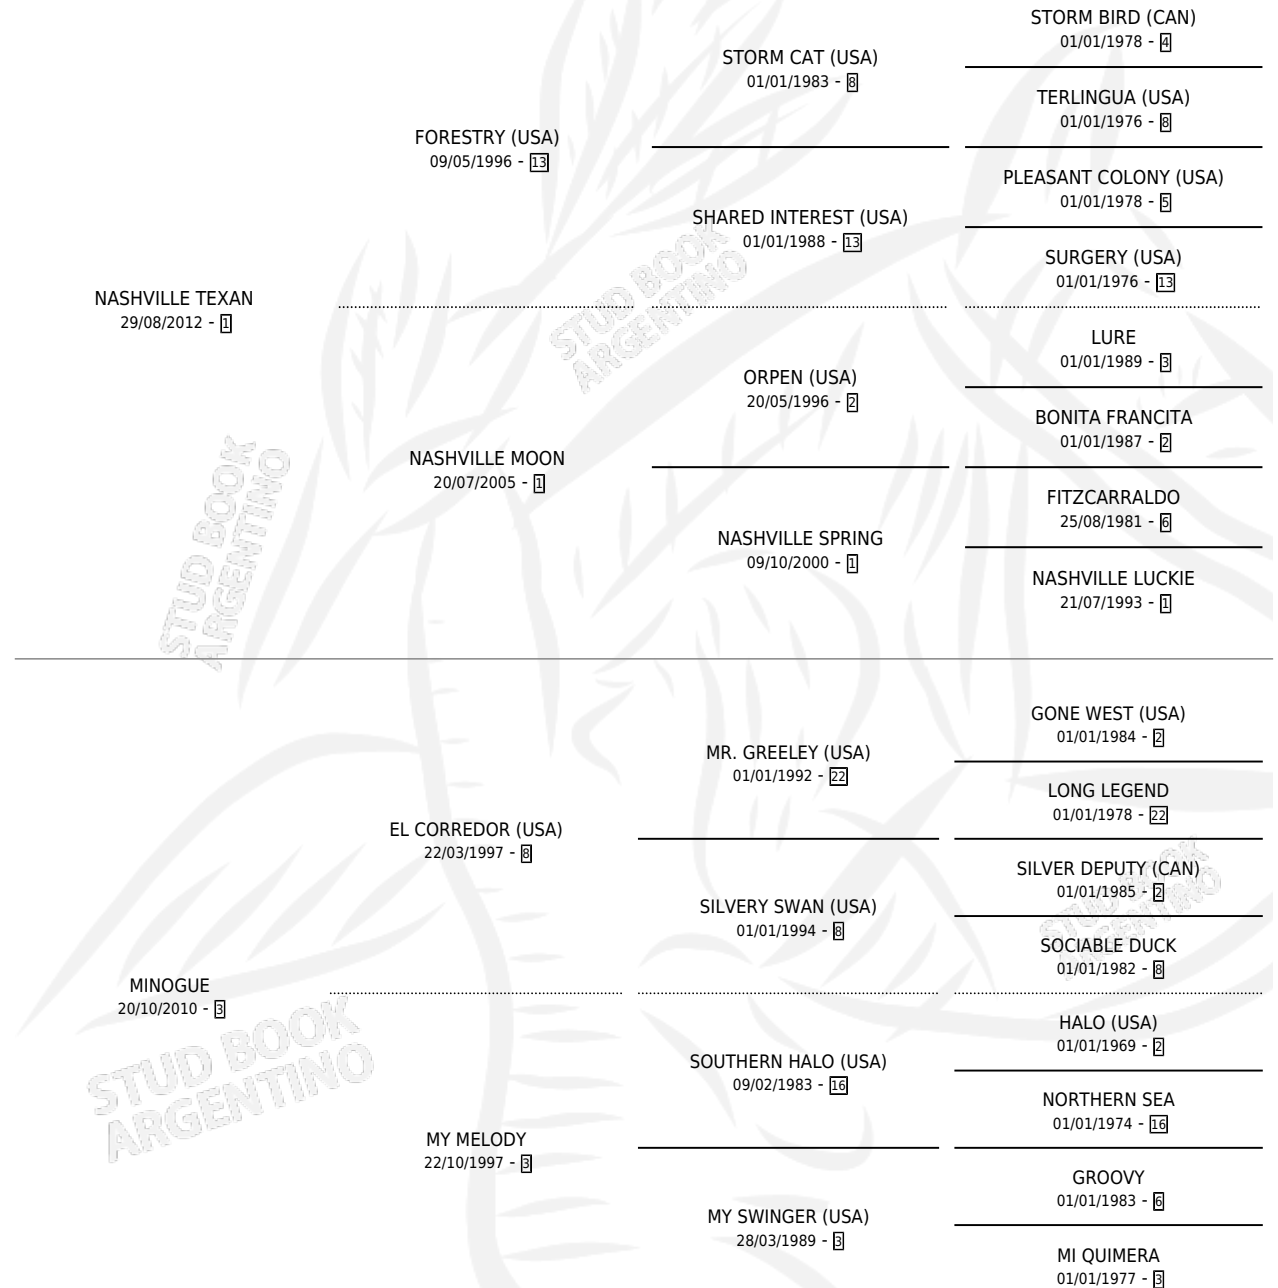 STORM BIRD (CAN)
01/01/1978 - 4
STORM CAT (USA)
01/01/1983 - 8
TERLINGUA (USA)
01/01/1976 - 8
FORESTRY (USA)
09/05/1996 - 13
PLEASANT COLONY (USA)
01/01/1978 - 5
SHARED INTEREST (USA)
01/01/1988 - 13
SURGERY (USA)
01/01/1976 - 13
NASHVILLE TEXAN
29/08/2012 - 1
LURE
01/01/1989 - 3
ORPEN (USA)
20/05/1996 - 2
BONITA FRANCITA
01/01/1987 - 2
NASHVILLE MOON
20/07/2005 - 1
FITZCARRALDO
25/08/1981 - 6
NASHVILLE SPRING
09/10/2000 - 1
NASHVILLE LUCKIE
21/07/1993 - 1
GONE WEST (USA)
01/01/1984 - 2
MR. GREELEY (USA)
01/01/1992 - 22
LONG LEGEND
01/01/1978 - 22
EL CORREDOR (USA)
22/03/1997 - 8
SILVER DEPUTY (CAN)
01/01/1985 - 2
SILVERY SWAN (USA)
01/01/1994 - 8
SOCIABLE DUCK
01/01/1982 - 8
MINOGUE
20/10/2010 - 3
HALO (USA)
01/01/1969 - 2
SOUTHERN HALO (USA)
09/02/1983 - 16
NORTHERN SEA
01/01/1974 - 16
MY MELODY
22/10/1997 - 3
GROOVY
01/01/1983 - 6
MY SWINGER (USA)
28/03/1989 - 3
MI QUIMERA
01/01/1977 - 3
STUD BOOK
ARGENTINO
STUD BOOK
ARGENTINO
STUD BOOK
ARGENTINO
STUD BOOK
ARGENTINO